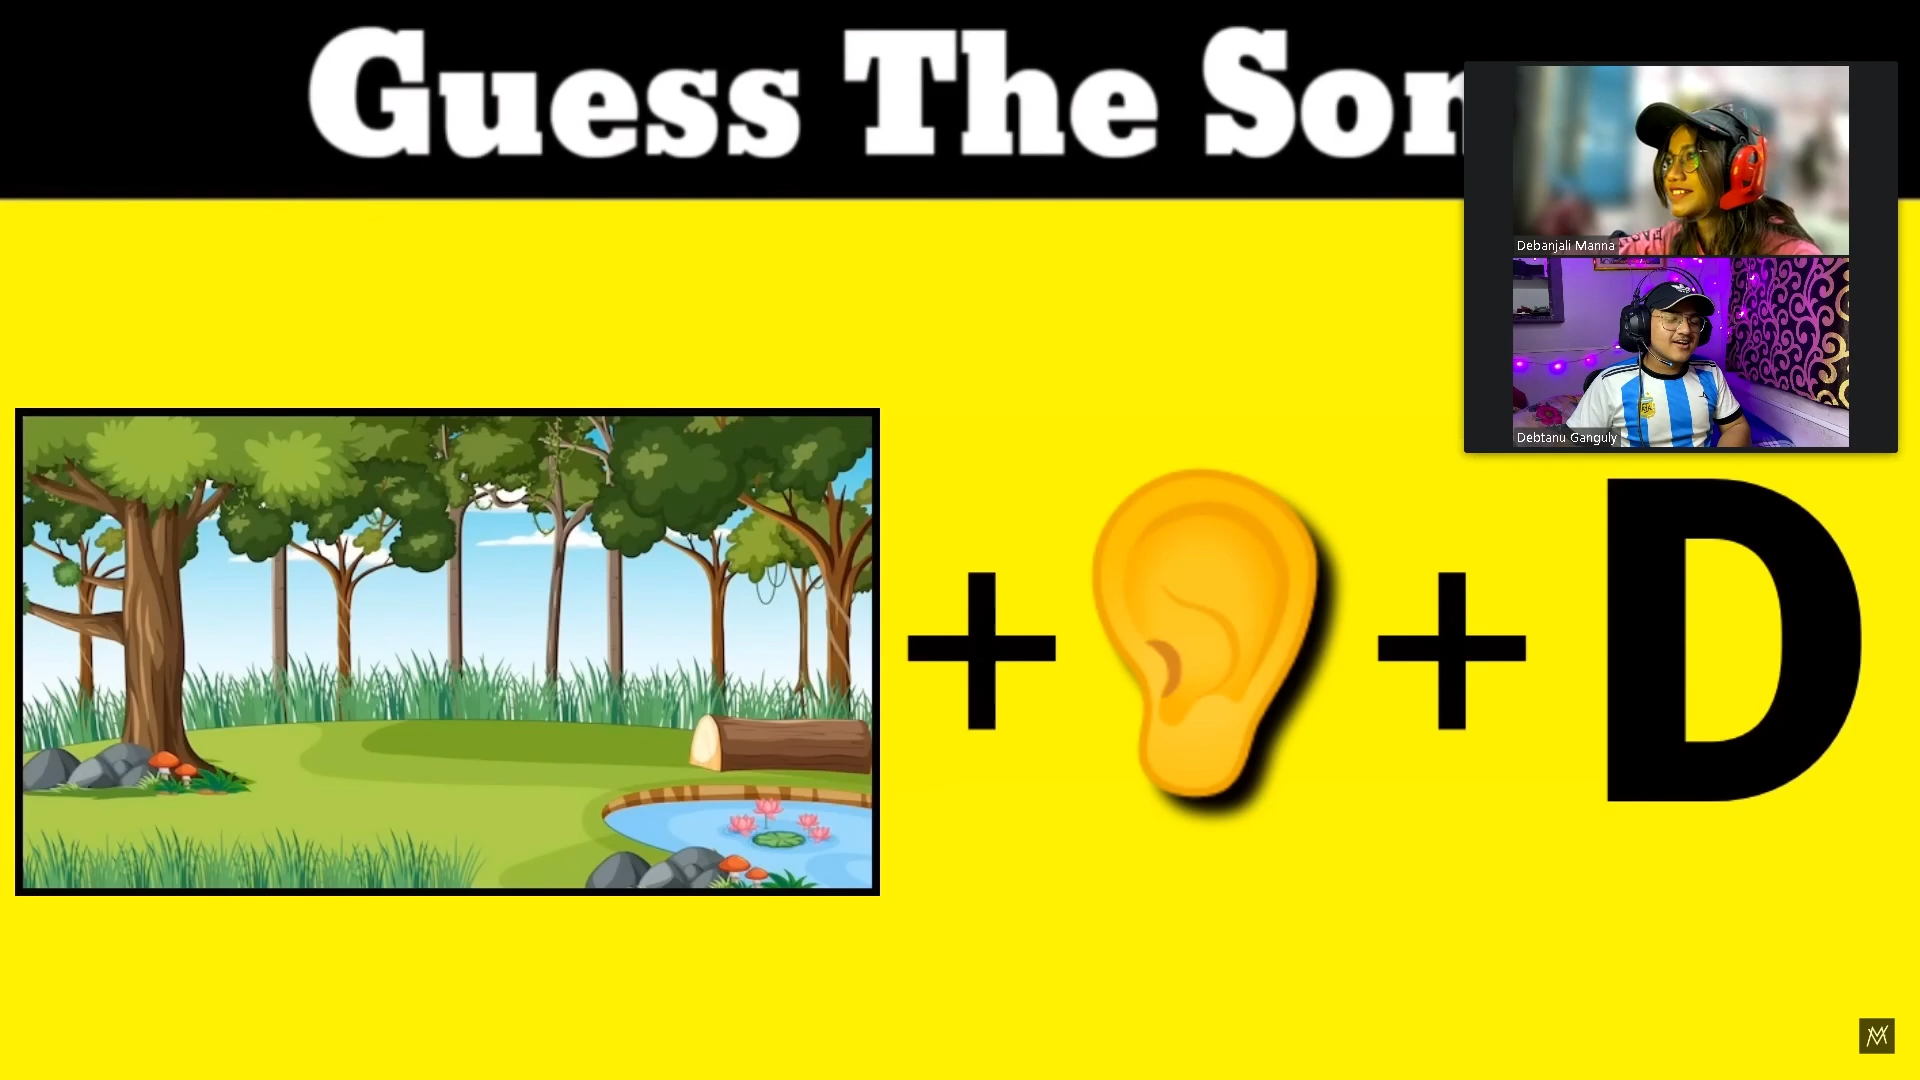 Guess The Son
Debanjali Manna
Debtanu Ganguly
+ + D